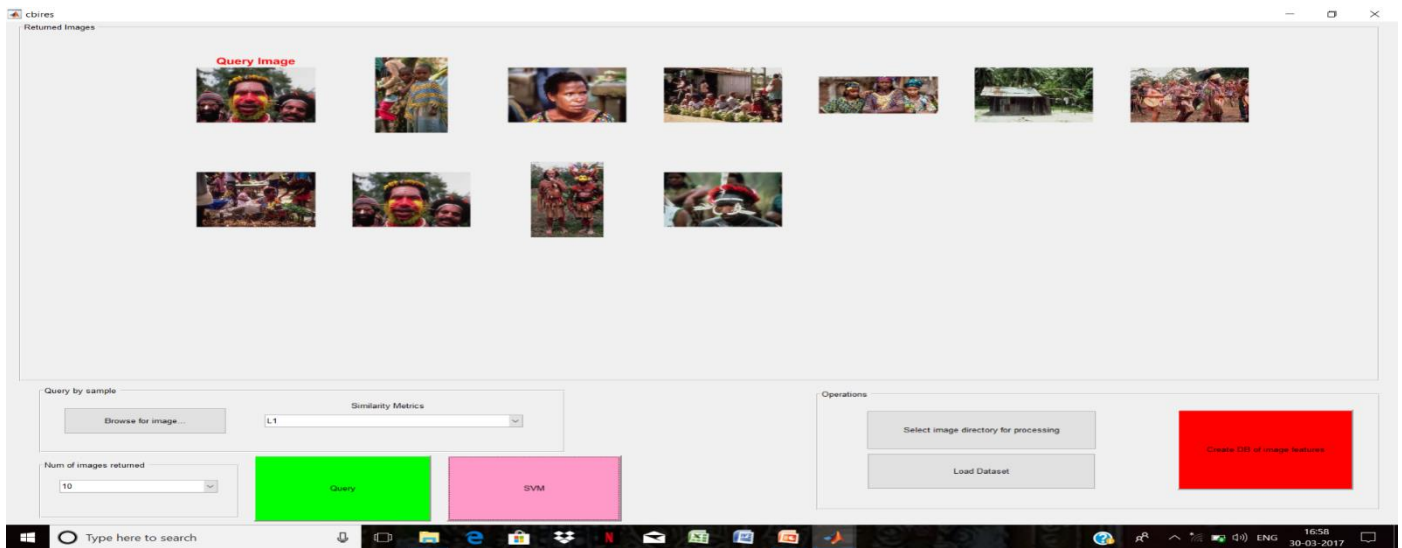 cbires
Returned Images
Query Image
Query by sample
Browse for image...
Similarity Metrics
L1
Num of images returned
10
Query
SVM
Operations
Select image directory for processing
Load Dataset
Create DB of image features
Type here to search
ENG
16:58
30-03-2017